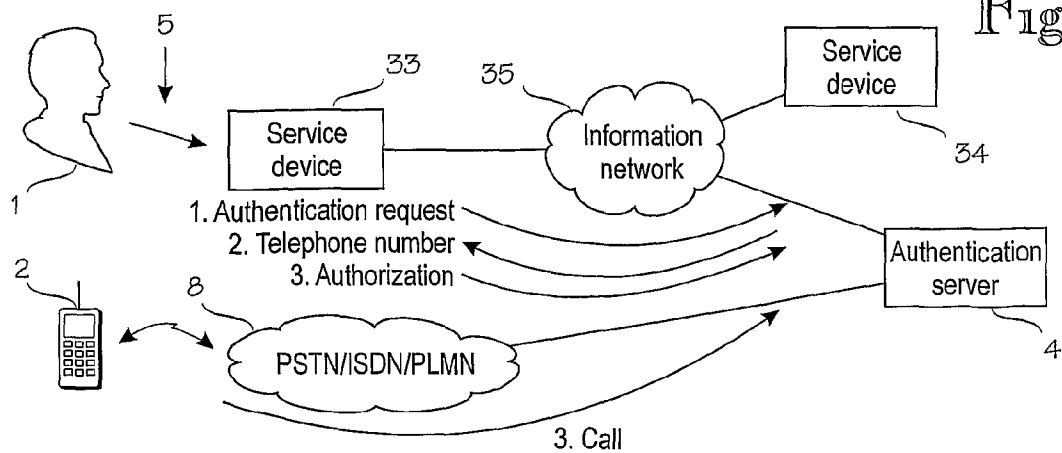 Fig
5
33
35
Service
device
Service
device
Information
network
34
1
1. Authentication request
2. Telephone number
3. Authorization
Authentication
server
2
8
4
PSTN/ISDN/PLMN
3. Call